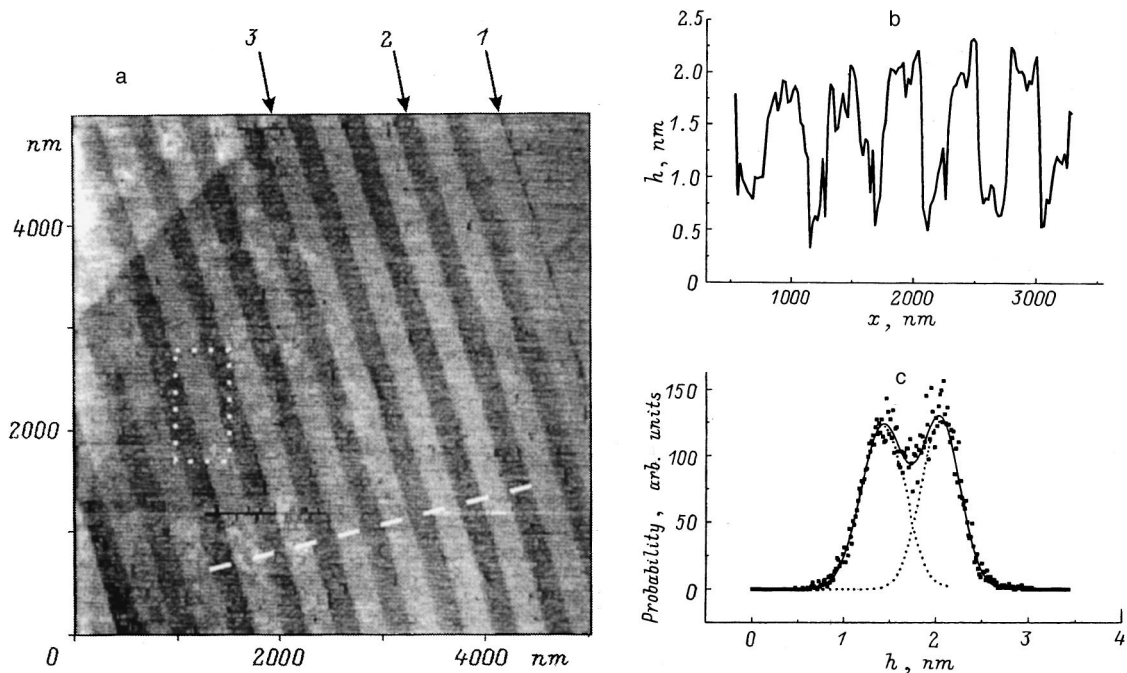 a
3 2 1
nm
4000
2000
0
2000 4000 nm
b
2.5
2.0
1.5
1.0
0.5
0
h, nm
1000 2000 3000
x, nm
c
150
100
50
0
Probability, arb. units
0 1 2 3 4
h, nm